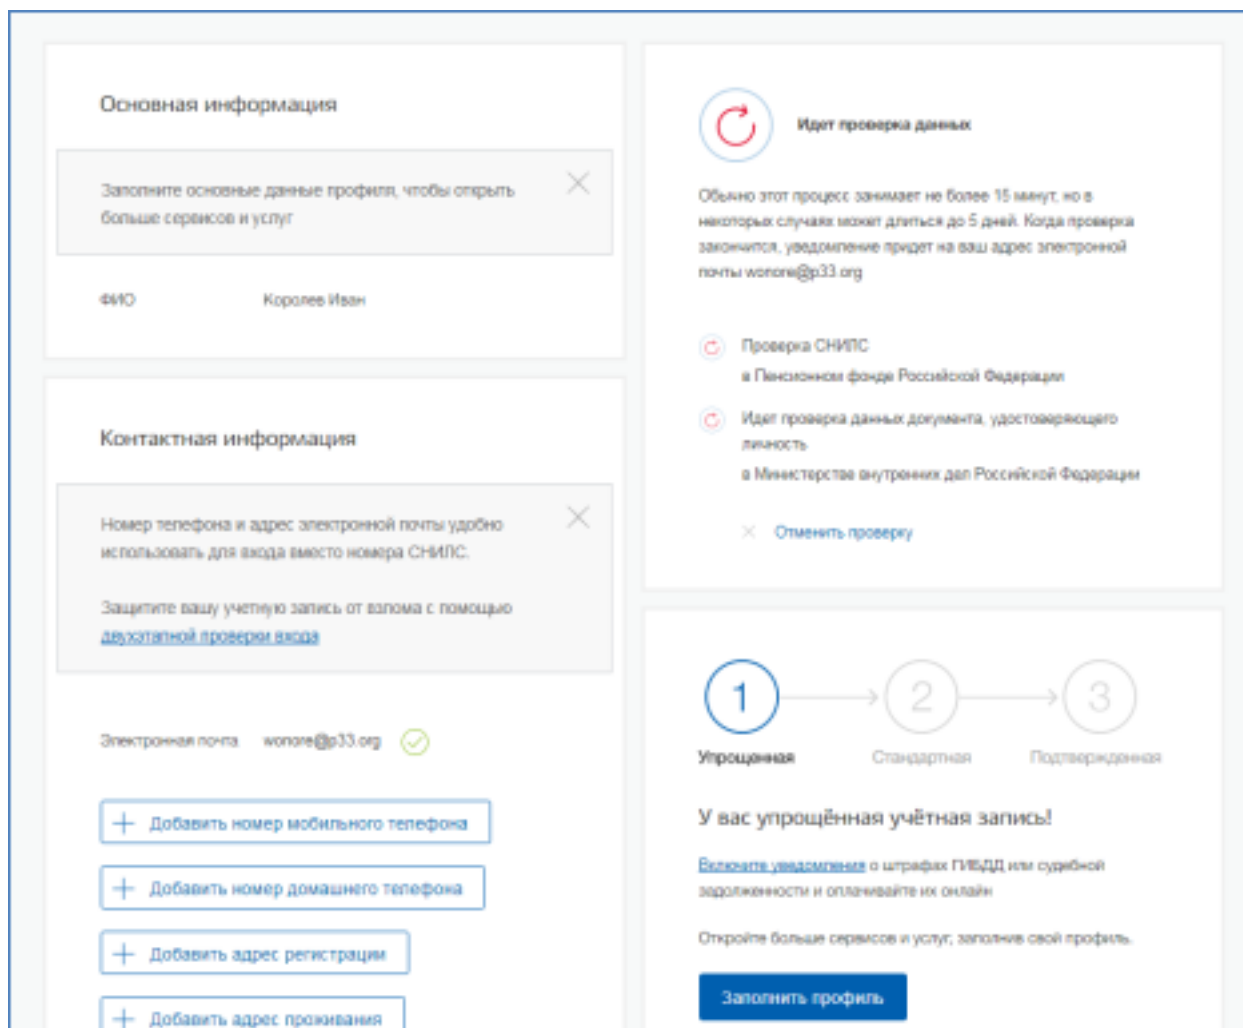 Основная информация
Заполните основные данные профиля, чтобы открыть
больше сервисов и услуг
ФИО Королев Иван
Контактная информация
Номер телефона и адрес электронной почты удобно
использовать для входа вместо номера СНИЛС.
Защитите вашу учетную запись от взлома с помощью
двухэтапной проверки входа
Электронная почта wonore@p33.org
Добавить номер мобильного телефона
Добавить номер домашнего телефона
Добавить адрес регистрации
Добавить адрес проживания
Идет проверка данных
Обычно этот процесс занимает не более 15 минут, но в
некоторых случаях может длиться до 5 дней. Когда проверка
закончится, уведомление придет на ваш адрес электронной
почты wonore@p33.org
Проверка СНИЛС
в Пенсионном фонде Российской Федерации
Идет проверка данных документа, удостоверяющего
личность
в Министерстве внутренних дел Российской Федерации
Отменить проверку
1 2 3
Упрощенная Стандартная Подтвержденная
У вас упрощённая учётная запись!
Включите уведомления о штрафах ГИБДД или судебной
задолженности и оплачивайте их онлайн
Откройте больше сервисов и услуг, заполнив свой профиль.
Заполнить профиль